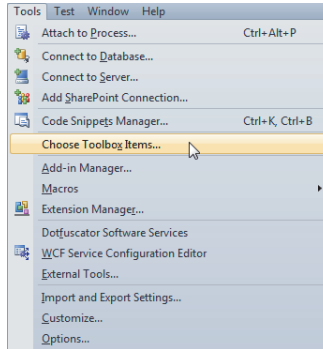 Tools Test Window Help
Attach to Process... Ctrl+Alt+P
Connect to Database...
Connect to Server...
Add SharePoint Connection...
Code Snippets Manager... Ctrl+K, Ctrl+B
Choose Toolbox Items...
Add-in Manager...
Macros
Extension Manager...
Dotfuscator Software Services
WCF Service Configuration Editor
External Tools...
Import and Export Settings...
Customize...
Options...